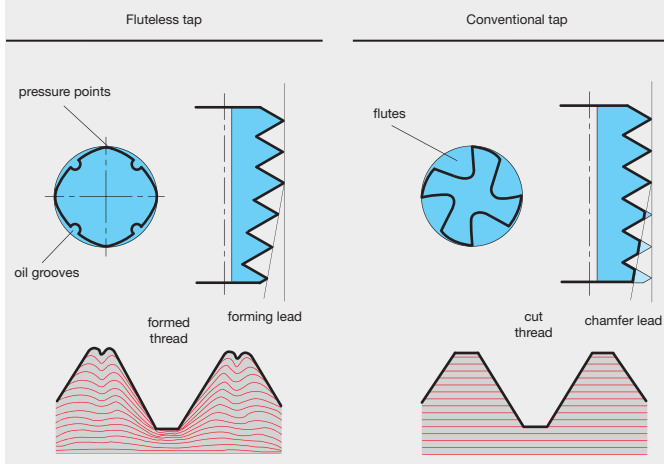 Fluteless tap
Conventional tap
pressure points
flutes
oil grooves
forming lead
chamfer lead
formed
thread
cut
thread